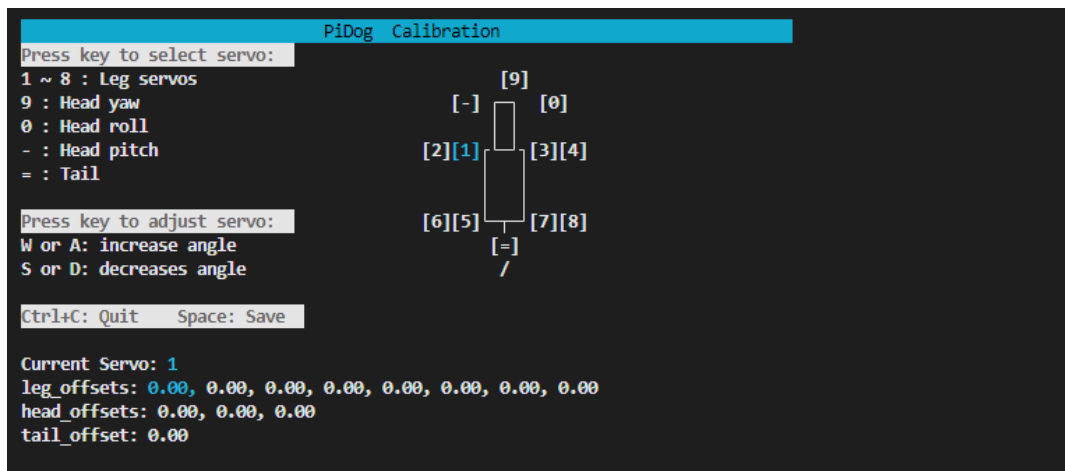 PiDog Calibration
Press key to select servo:
1 ~ 8 : Leg servos
[9]
9 : Head yaw
[-] [0]
0 : Head roll
- : Head pitch
[2][1] [3][4]
= : Tail
Press key to adjust servo:
[6][5] [7][8]
W or A: increase angle
[=]
S or D: decreases angle
/
Ctrl+C: Quit Space: Save
Current Servo: 1
leg_offsets: 0.00, 0.00, 0.00, 0.00, 0.00, 0.00, 0.00, 0.00
head_offsets: 0.00, 0.00, 0.00
tail_offset: 0.00